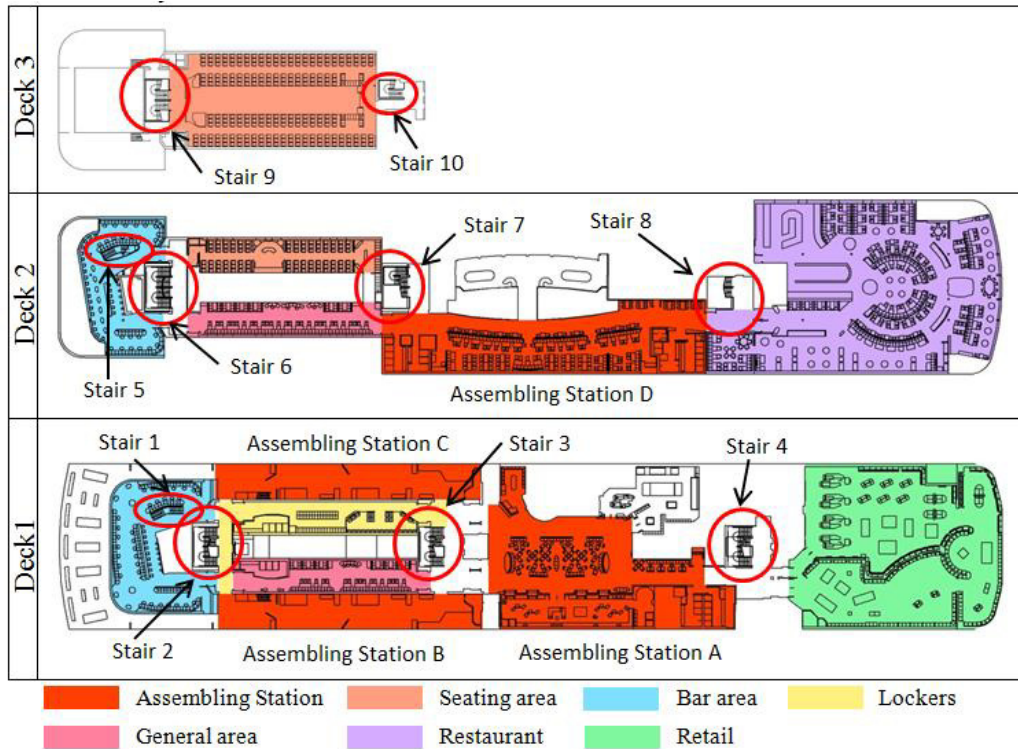 Deck 3
Stair 9
Stair 10
Deck 2
Stair 7
Stair 8
Stair 5
Stair 6
Assembling Station D
Deck1
Stair 1
Assembling Station C
Stair 3
Stair 4
Stair 2
Assembling Station B
Assembling Station A
Assembling Station
Seating area
Bar area
Lockers
General area
Restaurant
Retail